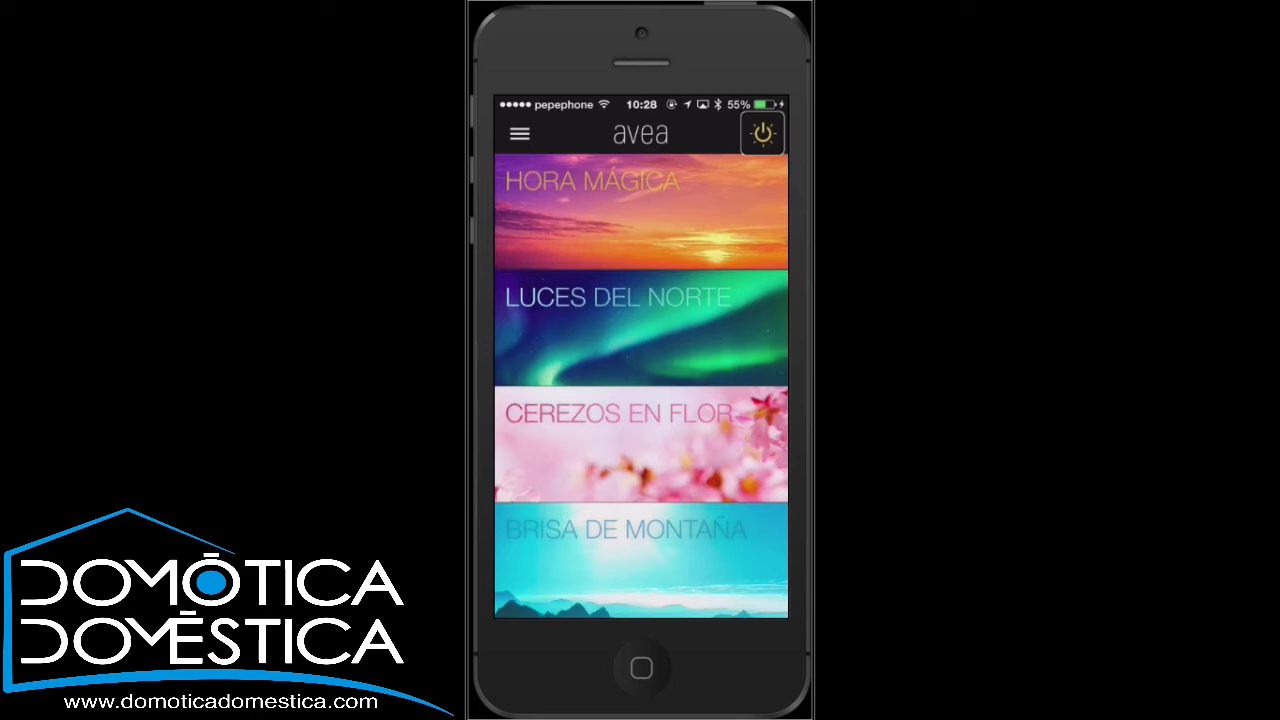 pepephone 10:28 55%
avea
HORA MÁGICA
LUCES DEL NORTE
CEREZOS EN FLOR
BRISA DE MONTAÑA
DOMÓTICA
DOMÉSTICA
www.domoticadomestica.com